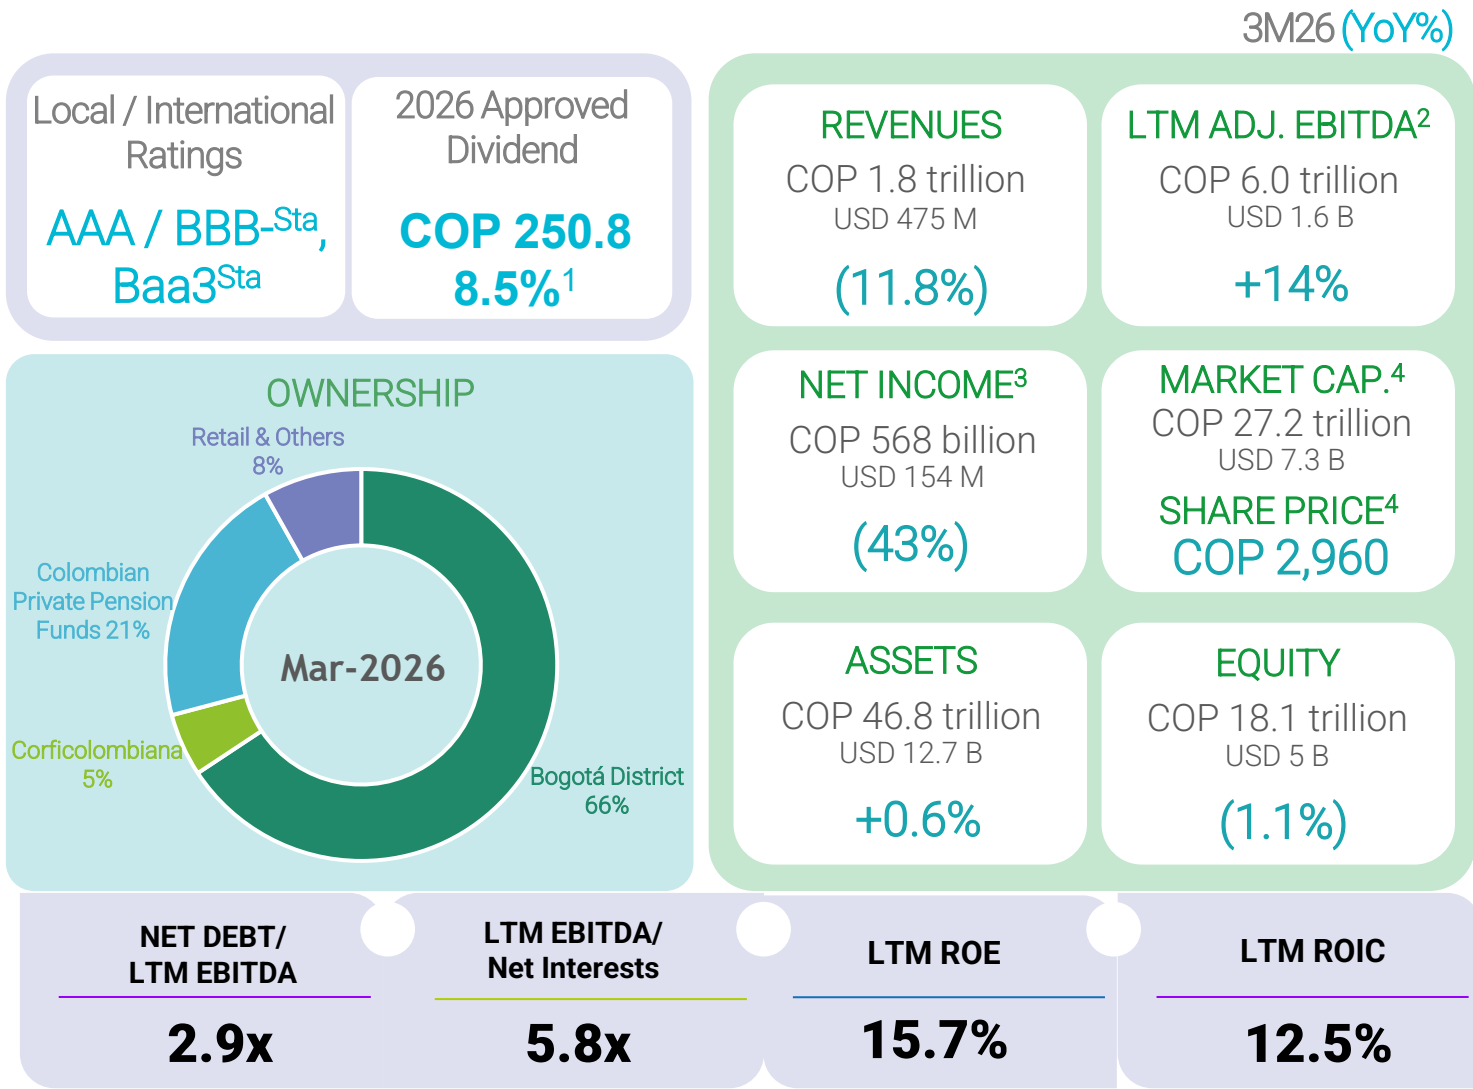 3M26 (YoY%)
Local / International
Ratings
AAA / BBB-Sta,
Baa3Sta
2026 Approved
Dividend
COP 250.8
8.5%1
OWNERSHIP
Retail & Others
8%
Colombian
Private Pension
Funds 21%
Corficolombiana
5%
Bogotá District
66%
Mar-2026
REVENUES
COP 1.8 trillion
USD 475 M
(11.8%)
LTM ADJ. EBITDA2
COP 6.0 trillion
USD 1.6 B
+14%
NET INCOME3
COP 568 billion
USD 154 M
(43%)
MARKET CAP.4
COP 27.2 trillion
USD 7.3 B
SHARE PRICE4
COP 2,960
ASSETS
COP 46.8 trillion
USD 12.7 B
+0.6%
EQUITY
COP 18.1 trillion
USD 5 B
(1.1%)
NET DEBT/
LTM EBITDA
2.9x
LTM EBITDA/
Net Interests
5.8x
LTM ROE
15.7%
LTM ROIC
12.5%